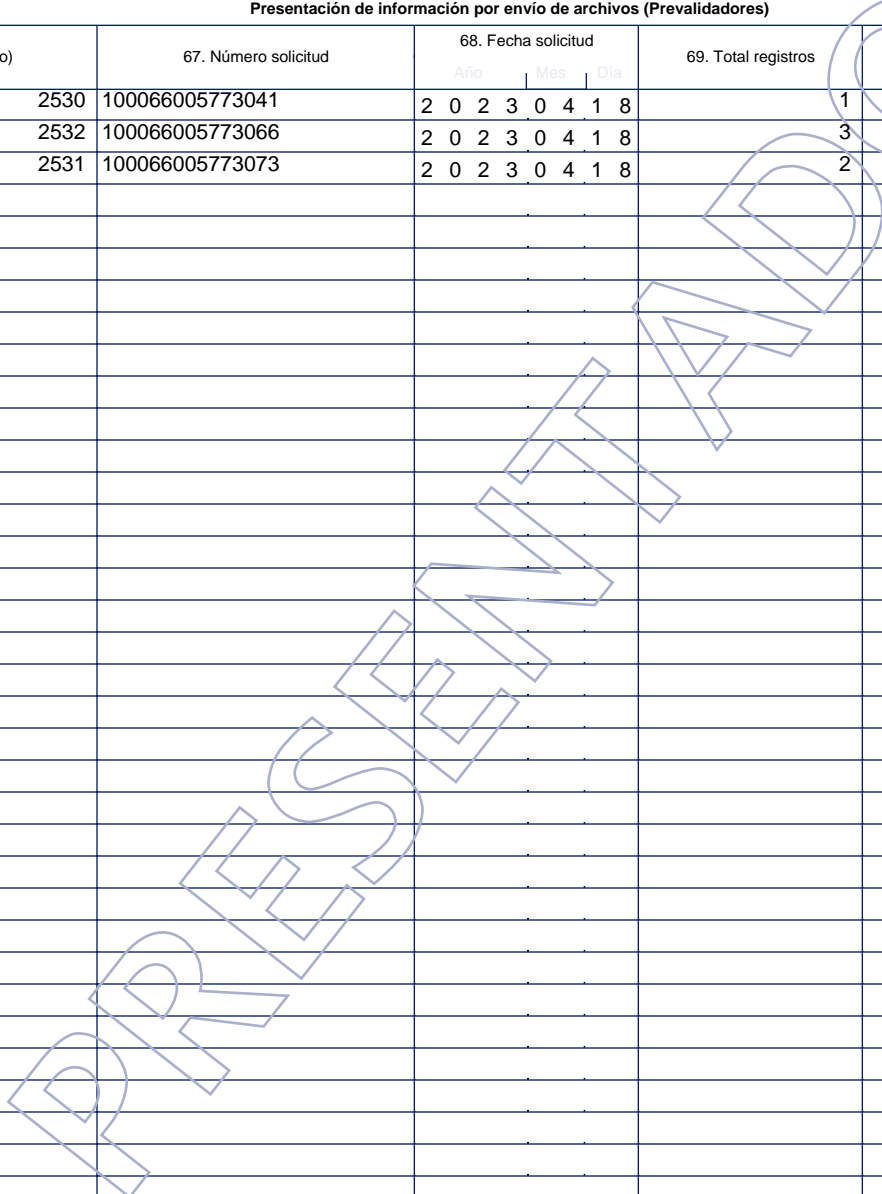 Presentación de información por envío de archivos (Prevalidadores)
o) 67. Número solicitud 68. Fecha solicitud 69. Total registros
Año Mes Día
2530 100066005773041 2 0 2 3 0 4 1 8 1
2532 100066005773066 2 0 2 3 0 4 1 8 3
2531 100066005773073 2 0 2 3 0 4 1 8 2
PRESENTADO